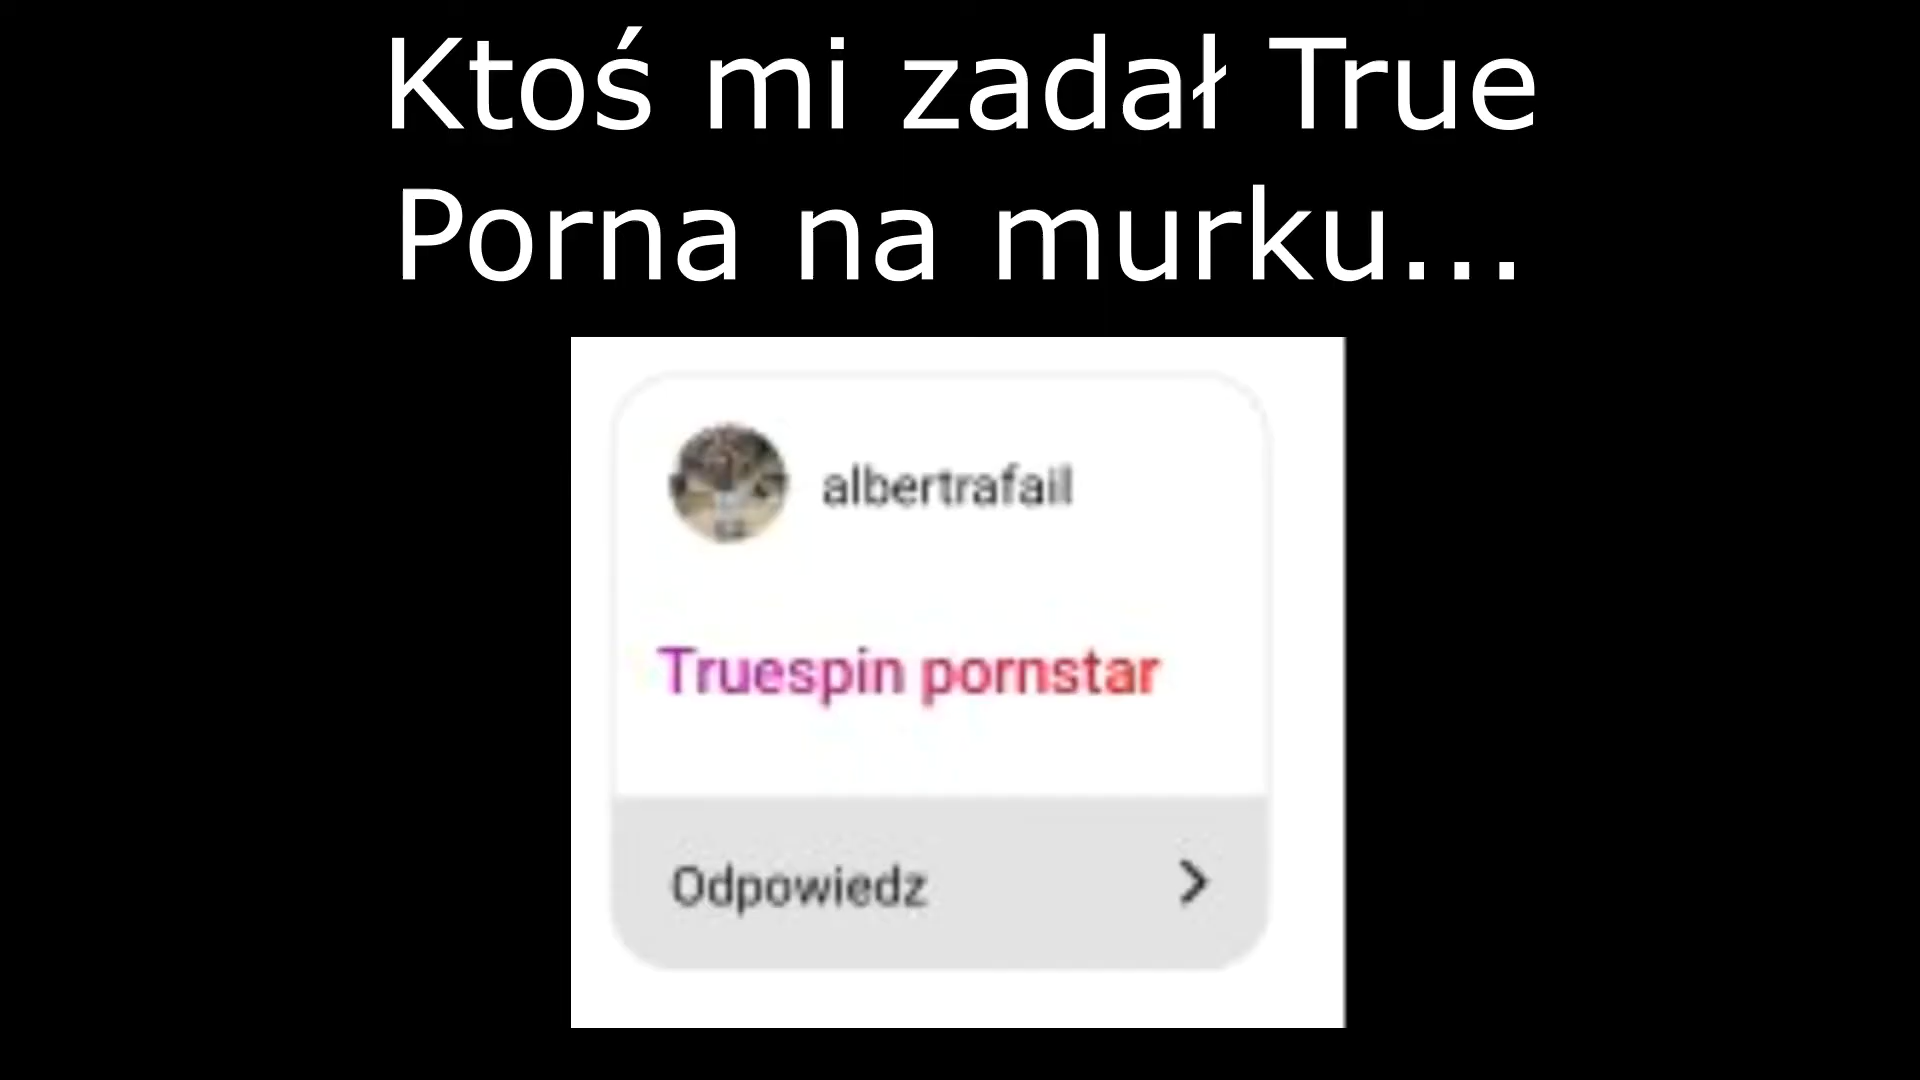 Ktoś mi zadał True
Porna na murku...
albertrafail
Truespin pornstar
Odpowiedz